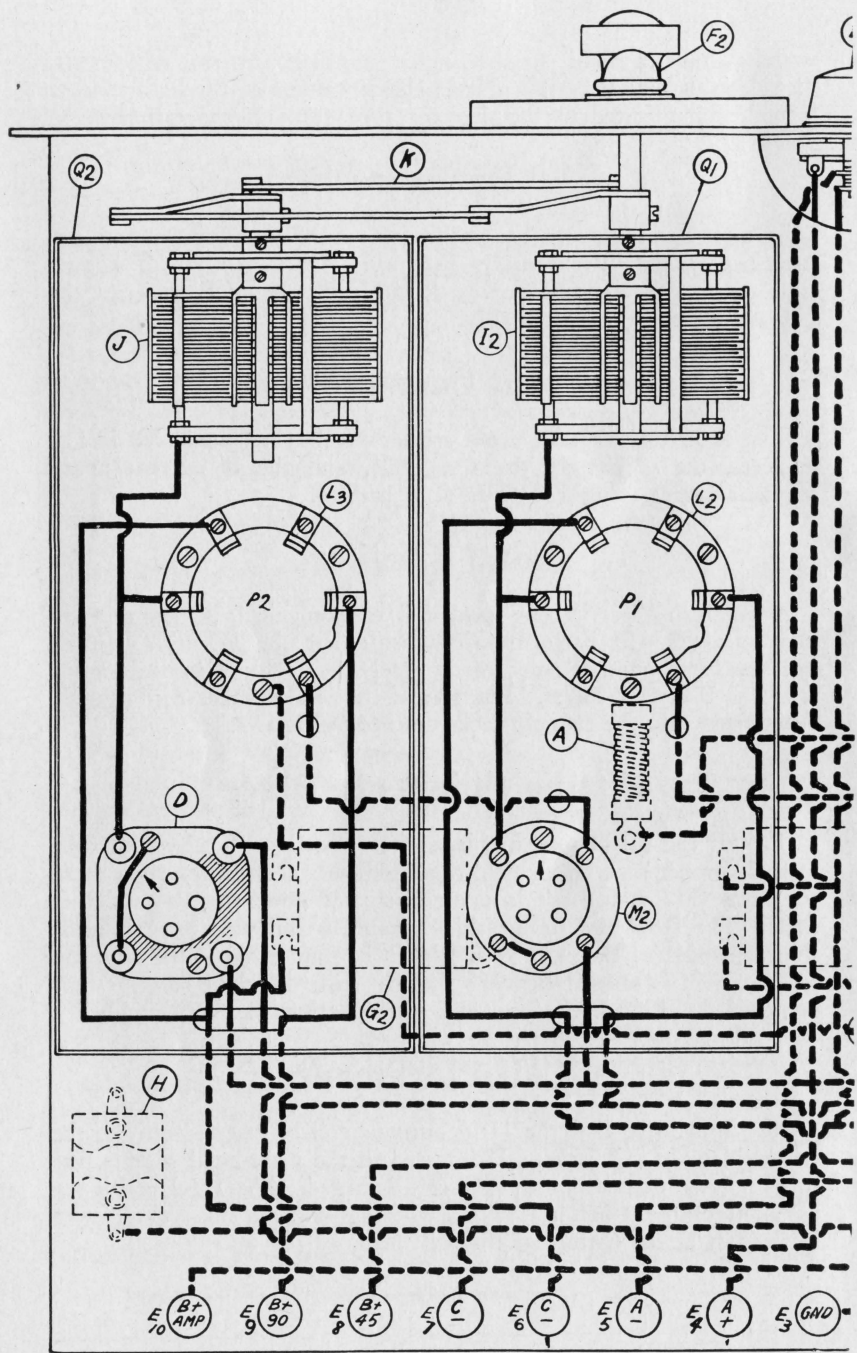 F2
K
Q2
Q1
J
I2
L3
L2
P2
P1
A
D
M2
G2
H
E10 B+ AMP
E9 B+ 90
E8 B+ 45
E7 C -
E6 C -
E5 A -
E4 A +
E3 GND